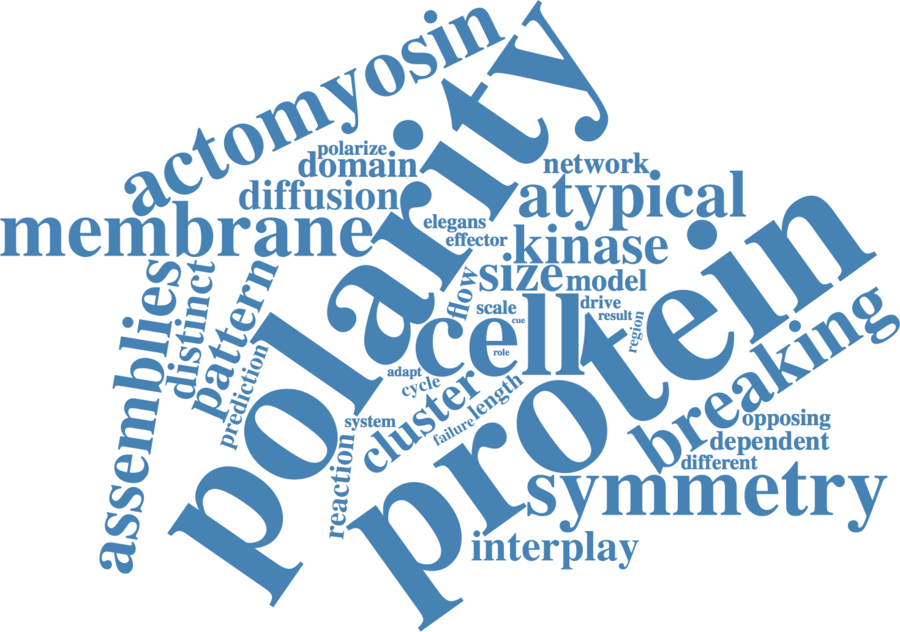 actomyosin
polarity
polarize
domain
diffusion
membrane
network
atypical
elegans
effector
kinase
size
model
flow
scale
cue
drive
result
region
cell
role
protein
assemblies
distinct
pattern
prediction
adapt
cycle
cluster
length
failure
system
reaction
breaking
opposing
dependent
different
symmetry
interplay